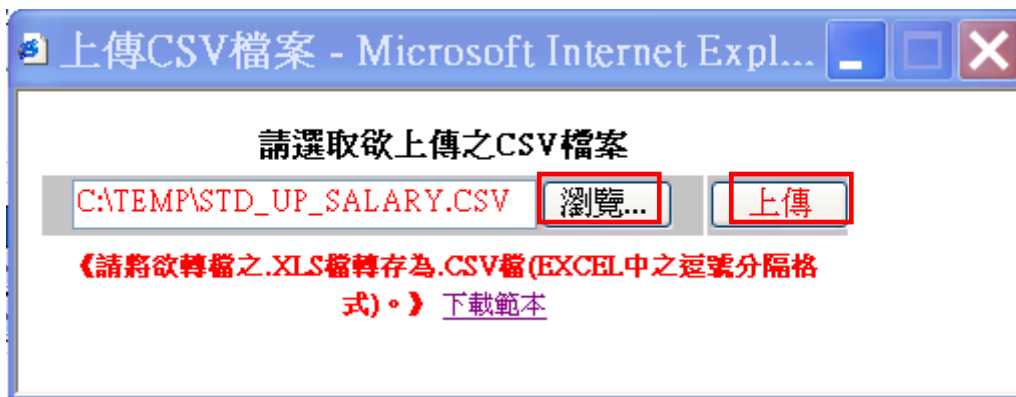 上傳CSV檔案 - Microsoft Internet Expl...
請選取欲上傳之CSV檔案
C:\TEMP\STD_UP_SALARY.CSV 瀏覽... 上傳
《請將欲轉檔之.XLS檔轉存為.CSV檔(EXCEL中之逗號分隔格
式)。》 下載範本